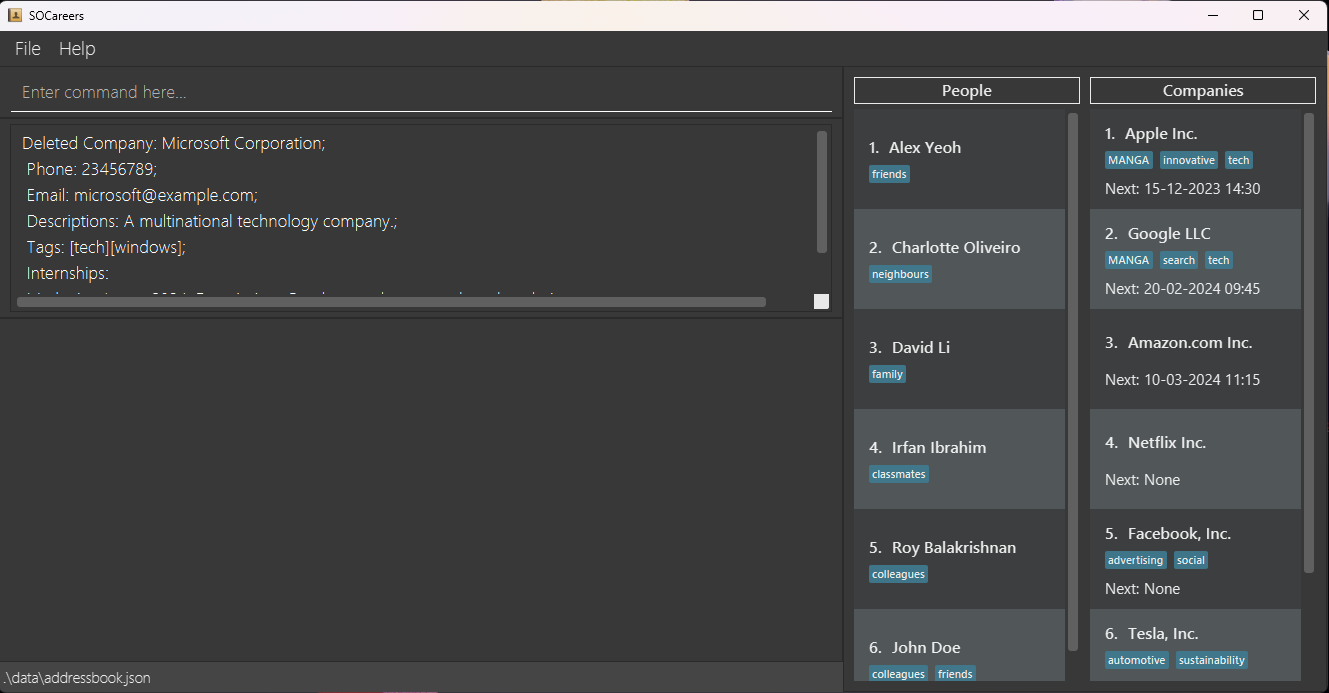 SOCareers
File Help
Enter command here...
Deleted Company: Microsoft Corporation;
Phone: 23456789;
Email: microsoft@example.com;
Descriptions: A multinational technology company.;
Tags: [tech][windows];
Internships:
People
1. Alex Yeoh
friends
2. Charlotte Oliveiro
neighbours
3. David Li
family
4. Irfan Ibrahim
classmates
5. Roy Balakrishnan
colleagues
6. John Doe
colleagues friends
Companies
1. Apple Inc.
MANGA innovative tech
Next: 15-12-2023 14:30
2. Google LLC
MANGA search tech
Next: 20-02-2024 09:45
3. Amazon.com Inc.
Next: 10-03-2024 11:15
4. Netflix Inc.
Next: None
5. Facebook, Inc.
advertising social
Next: None
6. Tesla, Inc.
automotive sustainability
.\data\addressbook.json